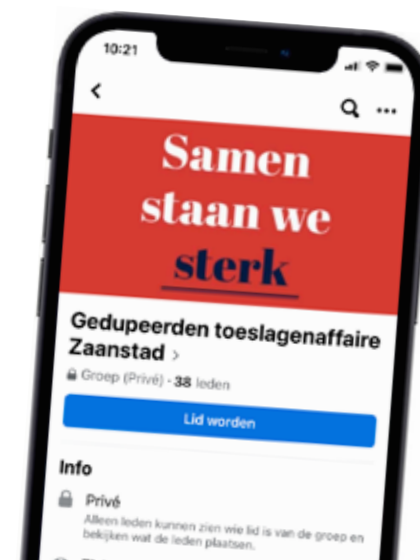 10:21
Samen
staan we
sterk
Gedupeerden toeslagenaffaire
Zaanstad >
Groep (Privé) · 38 leden
Lid worden
Info
Privé
Alleen leden kunnen zien wie lid is van de groep en
bekijken wat de leden plaatsen.